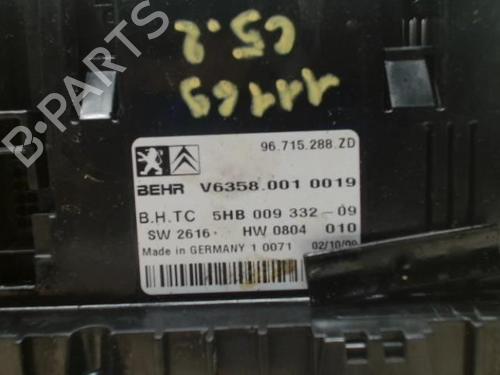 C5.2
11169
B-PARTS
96.715.288.ZD
BEHR V6358.001 0019
B.H.TC 5HB 009 332-09
SW 2616· HW 0804 010
Made in GERMANY 1 0071 02/10/09